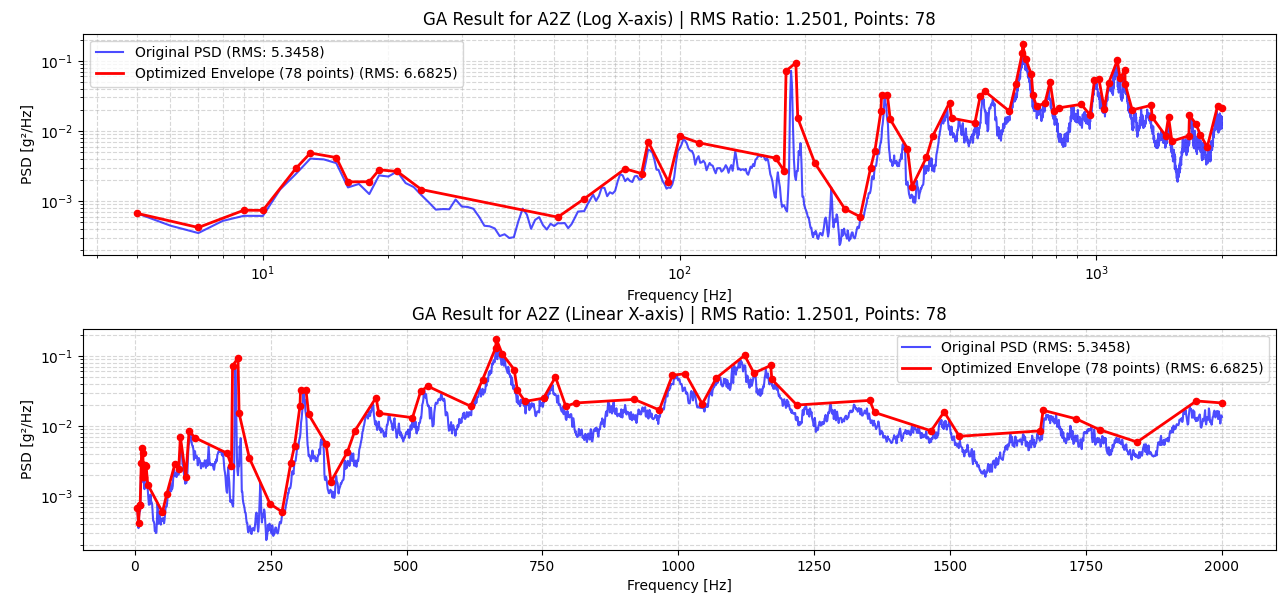 GA Result for A2Z (Log X-axis) | RMS Ratio: 1.2501, Points: 78
Original PSD (RMS: 5.3458)
Optimized Envelope (78 points) (RMS: 6.6825)
PSD [g²/Hz]
10⁻¹
10⁻²
10⁻³
10¹ 10² 10³
Frequency [Hz]
GA Result for A2Z (Linear X-axis) | RMS Ratio: 1.2501, Points: 78
Original PSD (RMS: 5.3458)
Optimized Envelope (78 points) (RMS: 6.6825)
PSD [g²/Hz]
10⁻¹
10⁻²
10⁻³
0 250 500 750 1000 1250 1500 1750 2000
Frequency [Hz]